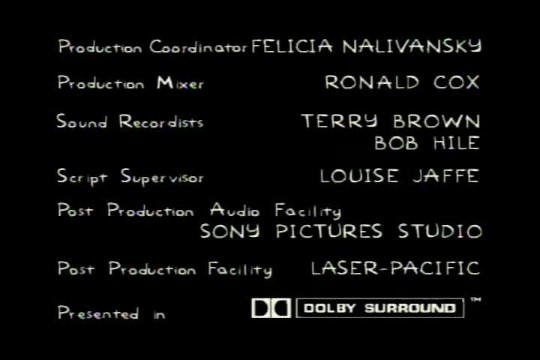 Production Coordinator FELICIA NALIVANSKY
Production Mixer RONALD COX
Sound Recordists TERRY BROWN
BOB HILE
Script Supervisor LOUISE JAFFE
Post Production Audio Facility
SONY PICTURES STUDIO
Post Production Facility LASER-PACIFIC
Presented in DOLBY SURROUND ™